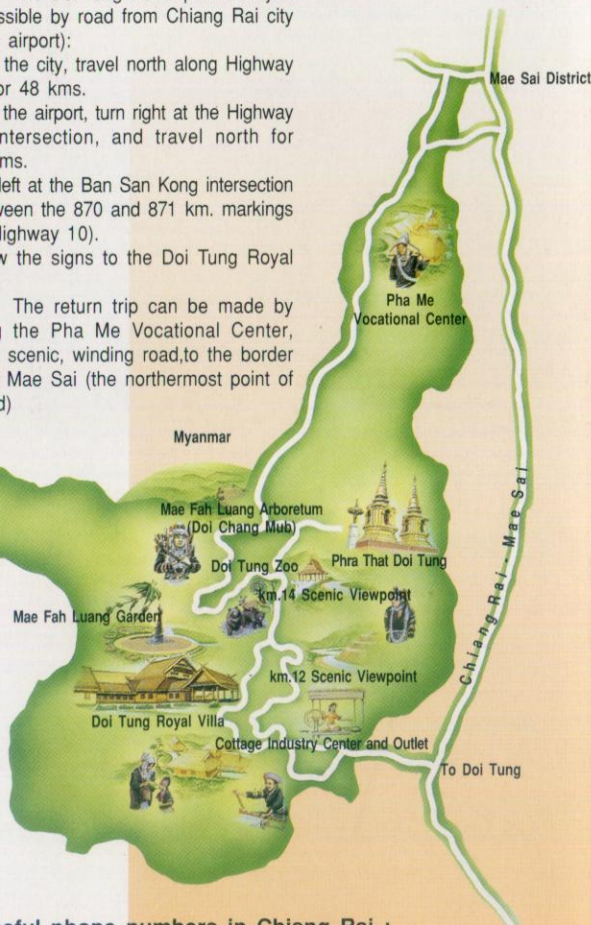 ssible by road from Chiang Rai city
airport):
the city, travel north along Highway
or 48 kms.
the airport, turn right at the Highway
ntersection, and travel north for
ms.
left at the Ban San Kong intersection
ween the 870 and 871 km. markings
Highway 10).
w the signs to the Doi Tung Royal
The return trip can be made by
g the Pha Me Vocational Center,
scenic, winding road,to the border
Mae Sai (the northermost point of
d)
Mae Sai District
Pha Me
Vocational Center
Myanmar
Mae Fah Luang Arboretum
(Doi Chang Mub)
Phra That Doi Tung
Doi Tung Zoo
km.14 Scenic Viewpoint
Mae Fah Luang Garden
km.12 Scenic Viewpoint
Doi Tung Royal Villa
Cottage Industry Center and Outlet
Chiang Rai - Mae Sai
To Doi Tung
phone numbers in Chiang Rai :